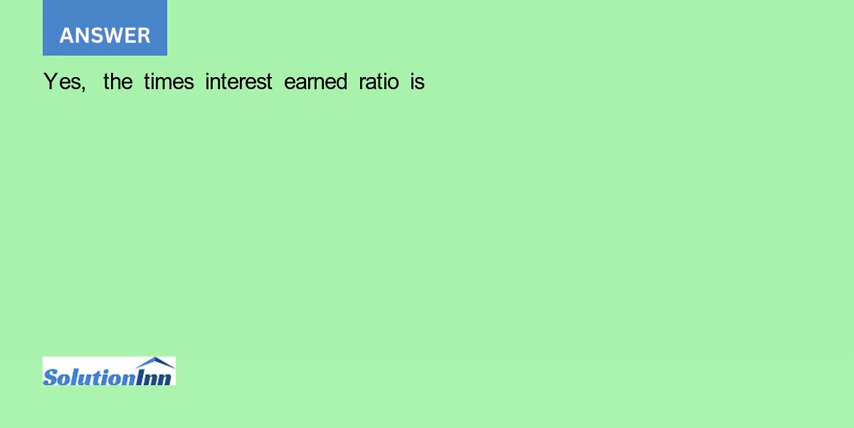 ANSWER
Yes, the times interest earned ratio is
SolutionInn